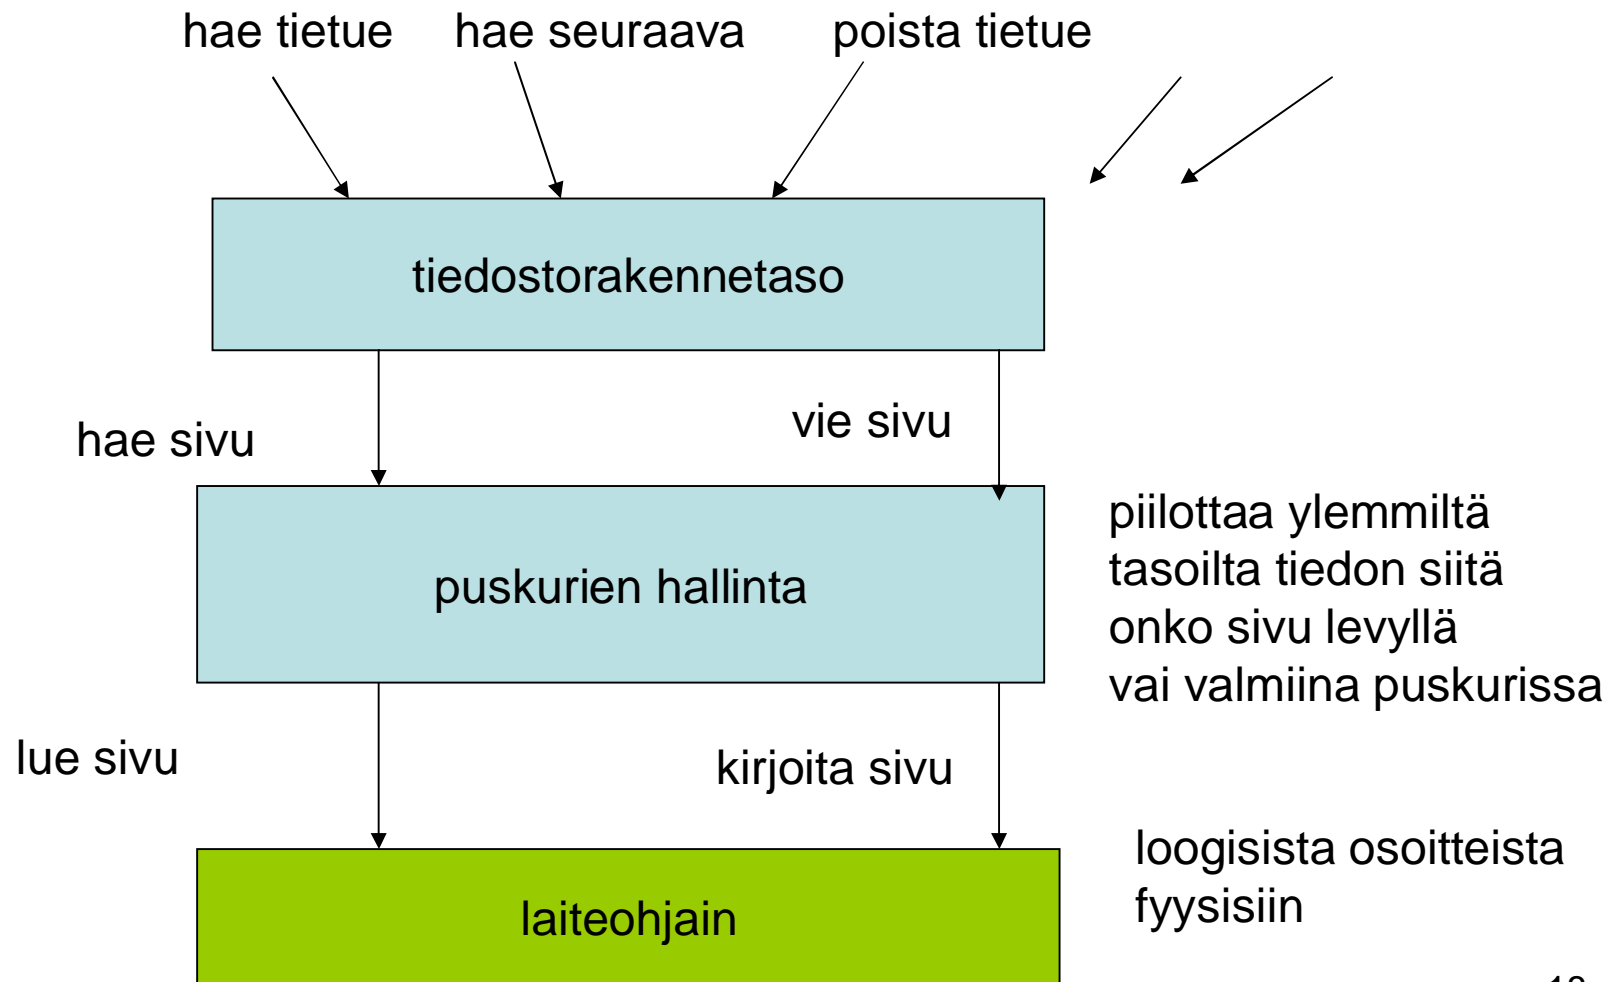 hae tietue hae seuraava poista tietue
tiedostorakennetaso
hae sivu
vie sivu
puskurien hallinta
piilottaa ylemmiltä
tasoilta tiedon siitä
onko sivu levyllä
vai valmiina puskurissa
lue sivu
kirjoita sivu
laiteohjain
loogisista osoitteista
fyysisiin